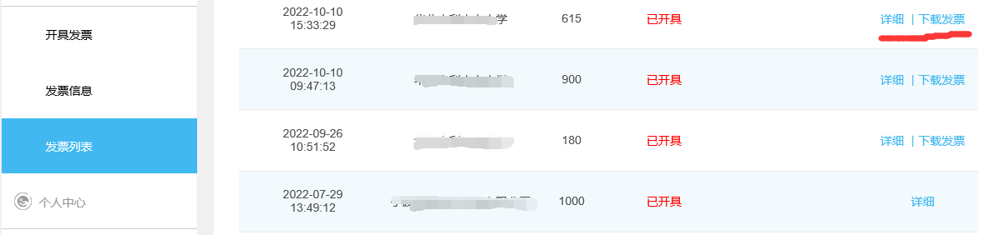 开具发票
发票信息
发票列表
个人中心
2022-10-10
15:33:29
学 615 已开具 详细 | 下载发票
2022-10-10
09:47:13
900 已开具 详细 | 下载发票
2022-09-26
10:51:52
180 已开具 详细 | 下载发票
2022-07-29
13:49:12
1000 已开具 详细